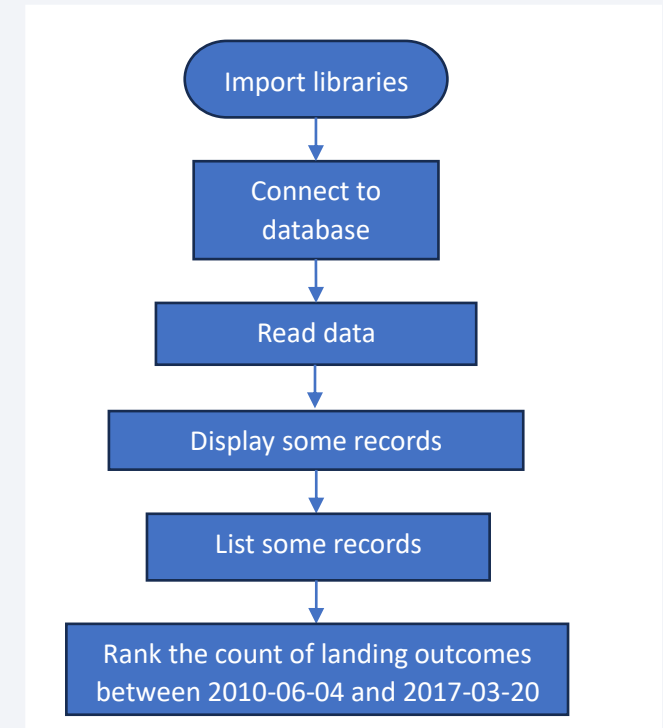 Import libraries
Connect to
database
Read data
Display some records
List some records
Rank the count of landing outcomes
between 2010-06-04 and 2017-03-20